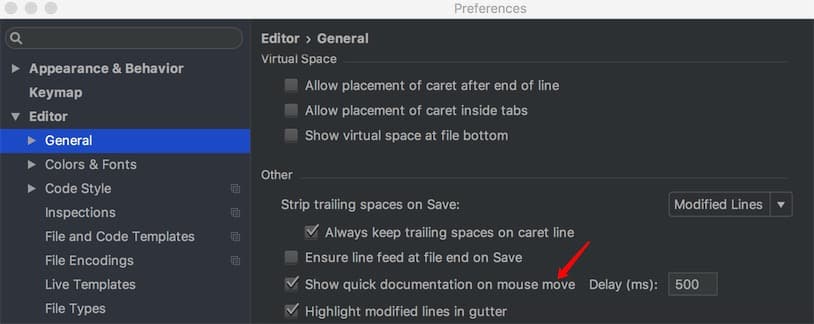 Preferences
Appearance & Behavior
Keymap
Editor
General
Colors & Fonts
Code Style
Inspections
File and Code Templates
File Encodings
Live Templates
File Types
Editor › General
Virtual Space
Allow placement of caret after end of line
Allow placement of caret inside tabs
Show virtual space at file bottom
Other
Strip trailing spaces on Save: Modified Lines
Always keep trailing spaces on caret line
Ensure line feed at file end on Save
Show quick documentation on mouse move Delay (ms): 500
Highlight modified lines in gutter